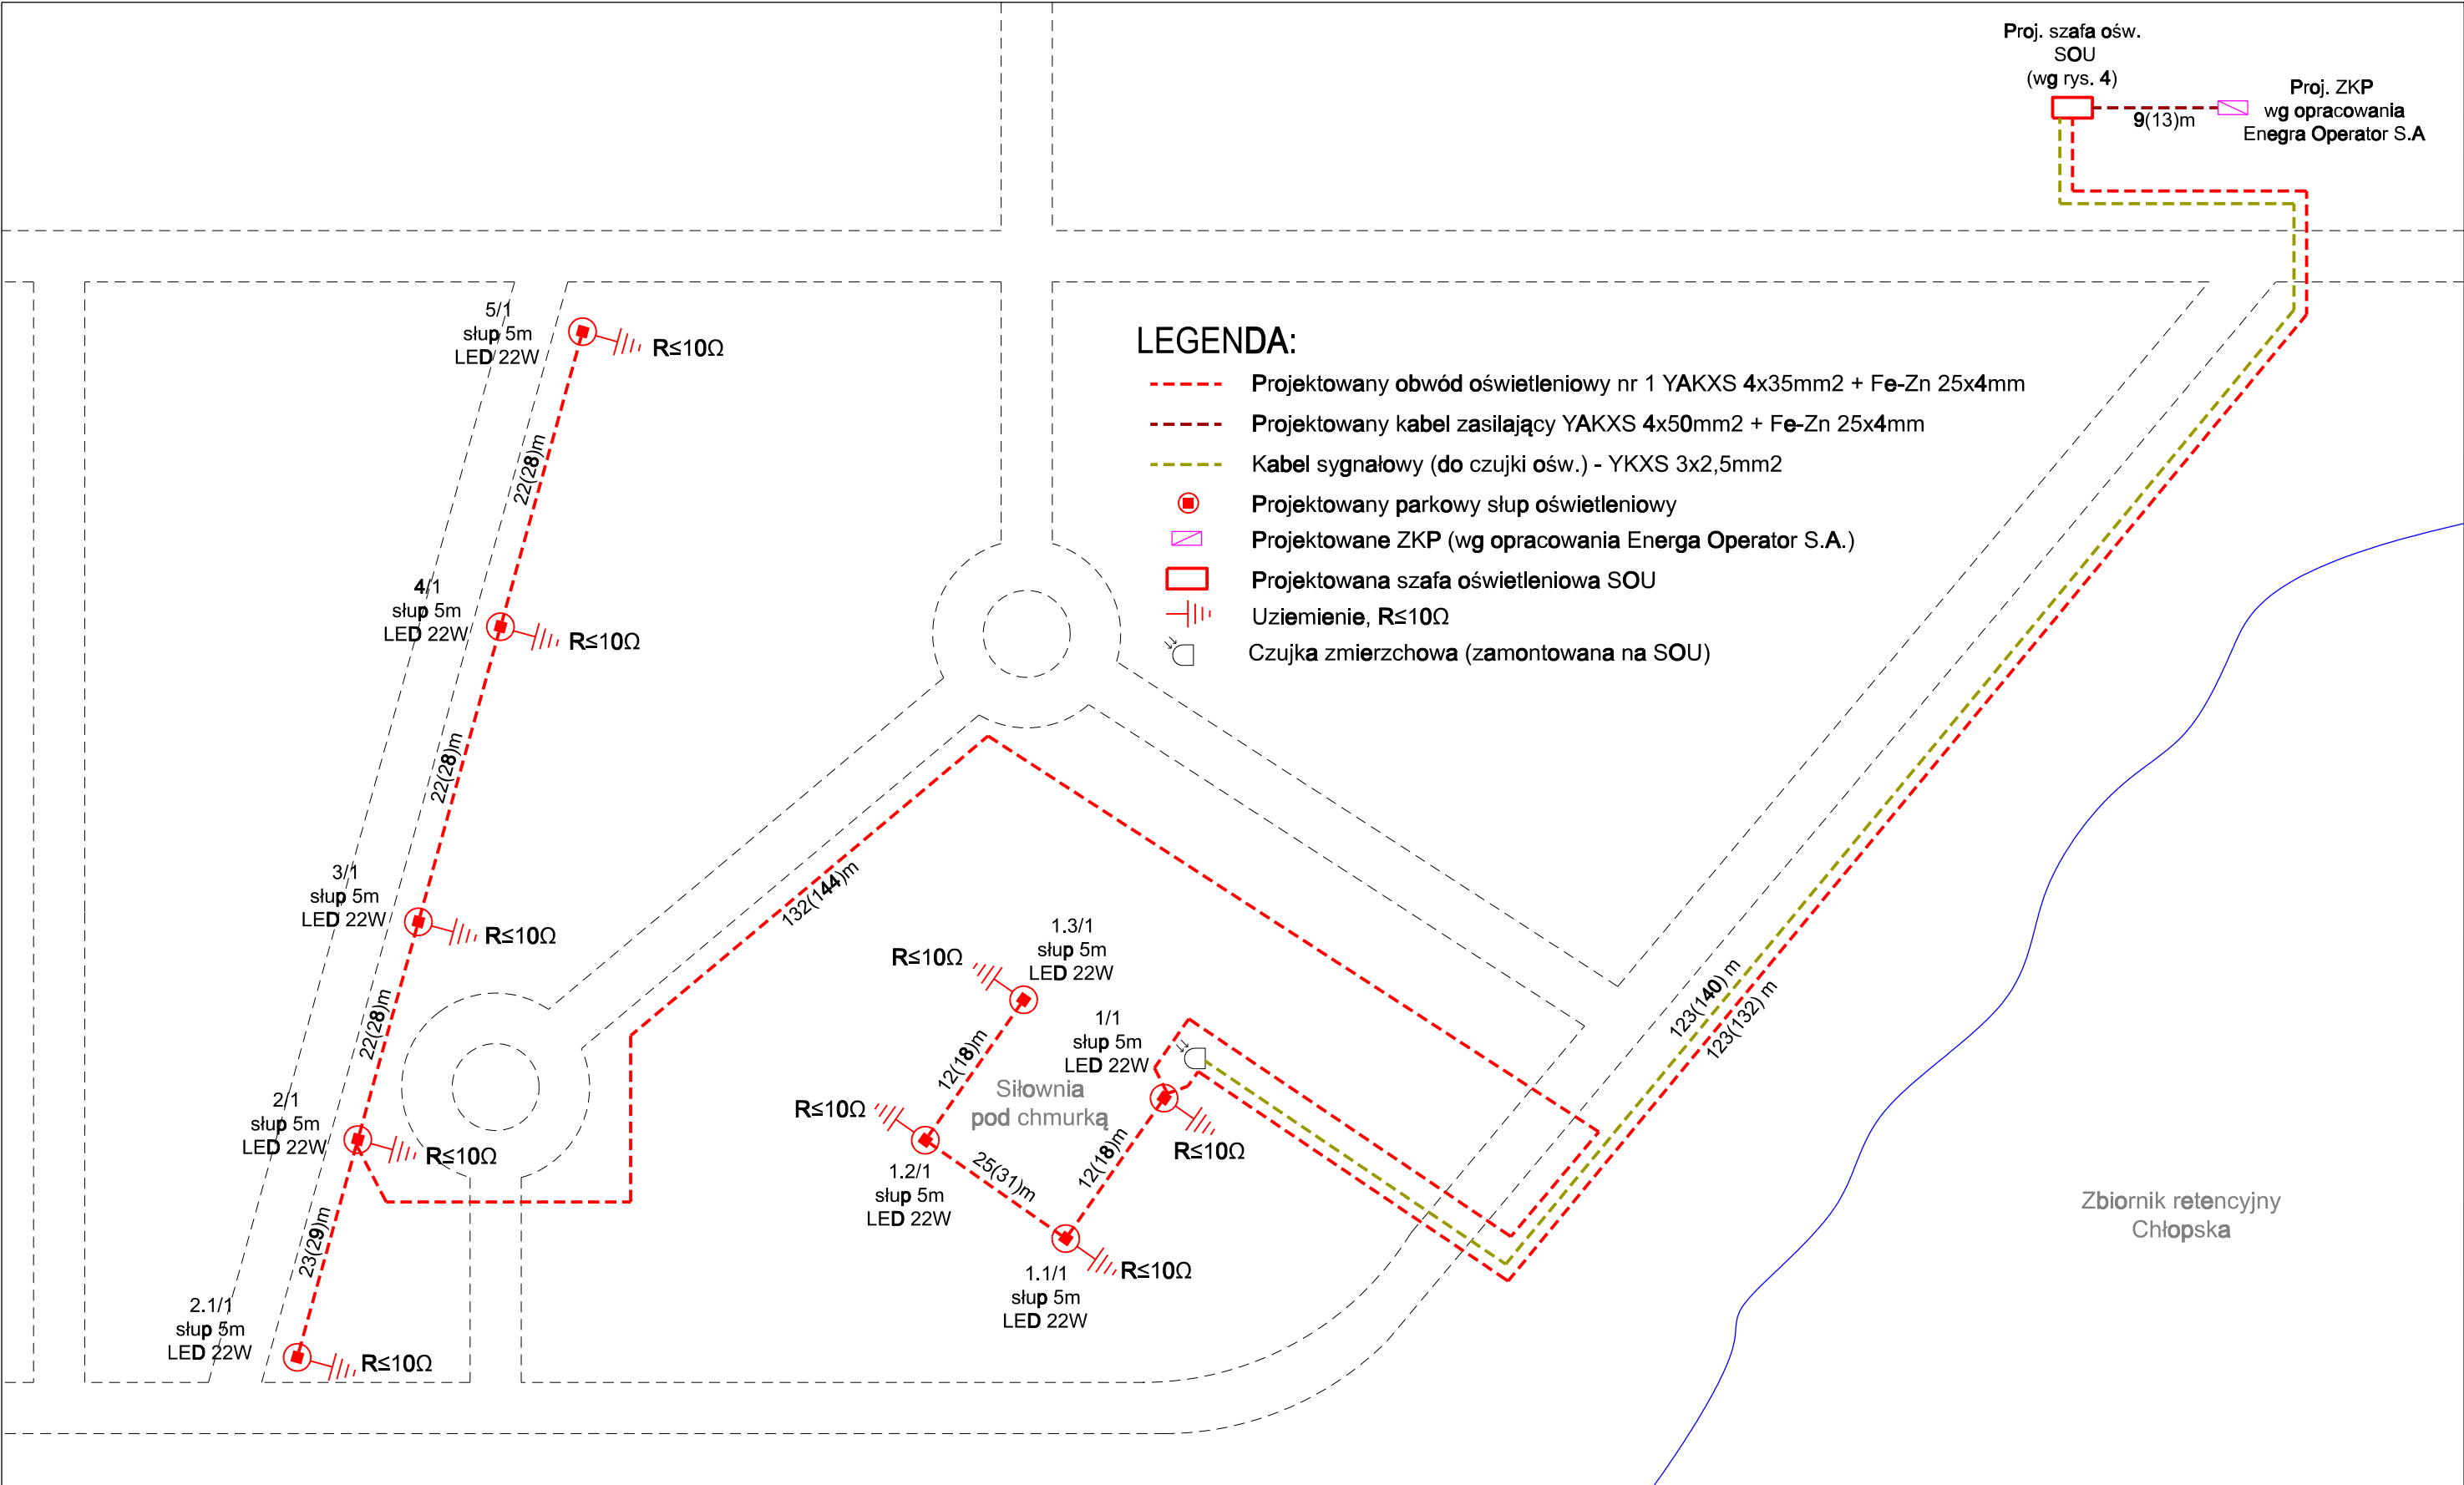 Proj. szafa ośw.
SOU
(wg rys. 4)
Proj. ZKP
wg opracowania
Enegra Operator S.A
9(13)m
5/1
słup 5m
LED 22W
R≤10Ω
22(28)m
4/1
słup 5m
LED 22W
R≤10Ω
22(28)m
3/1
słup 5m
LED 22W
R≤10Ω
22(28)m
2/1
słup 5m
LED 22W
R≤10Ω
23(29)m
2.1/1
słup 5m
LED 22W
R≤10Ω
LEGENDA:
Projektowany obwód oświetleniowy nr 1 YAKXS 4x35mm2 + Fe-Zn 25x4mm
Projektowany kabel zasilający YAKXS 4x50mm2 + Fe-Zn 25x4mm
Kabel sygnałowy (do czujki ośw.) - YKXS 3x2,5mm2
Projektowany parkowy słup oświetleniowy
Projektowane ZKP (wg opracowania Energa Operator S.A.)
Projektowana szafa oświetleniowa SOU
Uziemienie, R≤10Ω
Czujka zmierzchowa (zamontowana na SOU)
132(144)m
1.3/1
słup 5m
LED 22W
R≤10Ω
12(18)m
1/1
słup 5m
LED 22W
R≤10Ω
Siłownia
pod chmurką
R≤10Ω
1.2/1
słup 5m
LED 22W
25(31)m
12(18)m
1.1/1
słup 5m
LED 22W
R≤10Ω
123(140) m
123(132) m
Zbiornik retencyjny
Chłopska